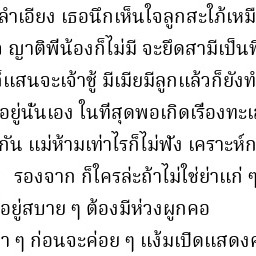 ลำเอียง เธอนึกเห็นใจลูกสะใภ้เหมื
ญาติพี่น้องก็ไม่มี จะยึดสามีเป็นที่
แสนจะเจ้าชู้ มีเมียมีลูกแล้วก็ยังทำ
อยู่นั่นเอง ในที่สุดพอเกิดเรื่องทะเล
กัน แม่ห้ามเท่าไรก็ไม่ฟัง เคราะห์ก
รองจาก ก็ใครล่ะถ้าไม่ใช่ย่าแก่ ๆ
อยู่สบาย ๆ ต้องมีห่วงผูกคอ
ๆ ก่อนจะค่อย ๆ แง้มเปิดแสดงค